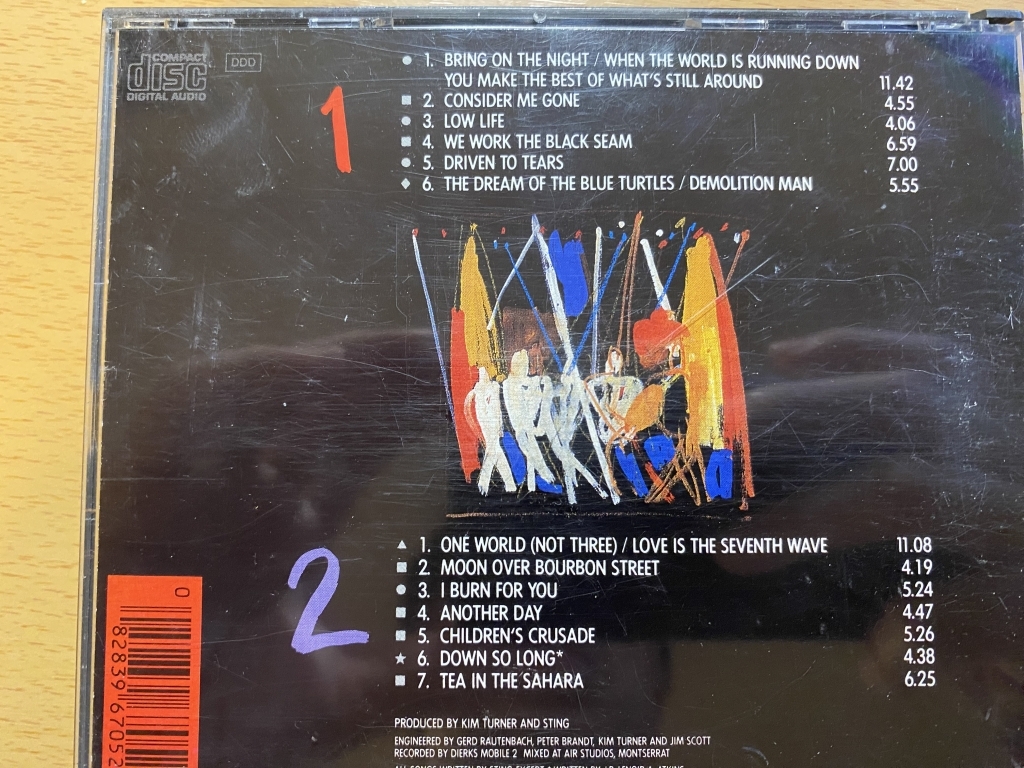 COMPACT
disc
DIGITAL AUDIO
DDD
1
1. BRING ON THE NIGHT / WHEN THE WORLD IS RUNNING DOWN
YOU MAKE THE BEST OF WHAT'S STILL AROUND 11.42
2. CONSIDER ME GONE 4.55
3. LOW LIFE 4.06
4. WE WORK THE BLACK SEAM 6.59
5. DRIVEN TO TEARS 7.00
6. THE DREAM OF THE BLUE TURTLES / DEMOLITION MAN 5.55
2
1. ONE WORLD (NOT THREE) / LOVE IS THE SEVENTH WAVE 11.08
2. MOON OVER BOURBON STREET 4.19
3. I BURN FOR YOU 5.24
4. ANOTHER DAY 4.47
5. CHILDREN'S CRUSADE 5.26
6. DOWN SO LONG* 4.38
7. TEA IN THE SAHARA 6.25
PRODUCED BY KIM TURNER AND STING
ENGINEERED BY GERD RAUTENBACH, PETER BRANDT, KIM TURNER AND JIM SCOTT
RECORDED BY DIERKS MOBILE 2 MIXED AT AIR STUDIOS, MONTSERRAT
ALL SONGS WRITTEN BY STING EXCEPT
0
82839 67052